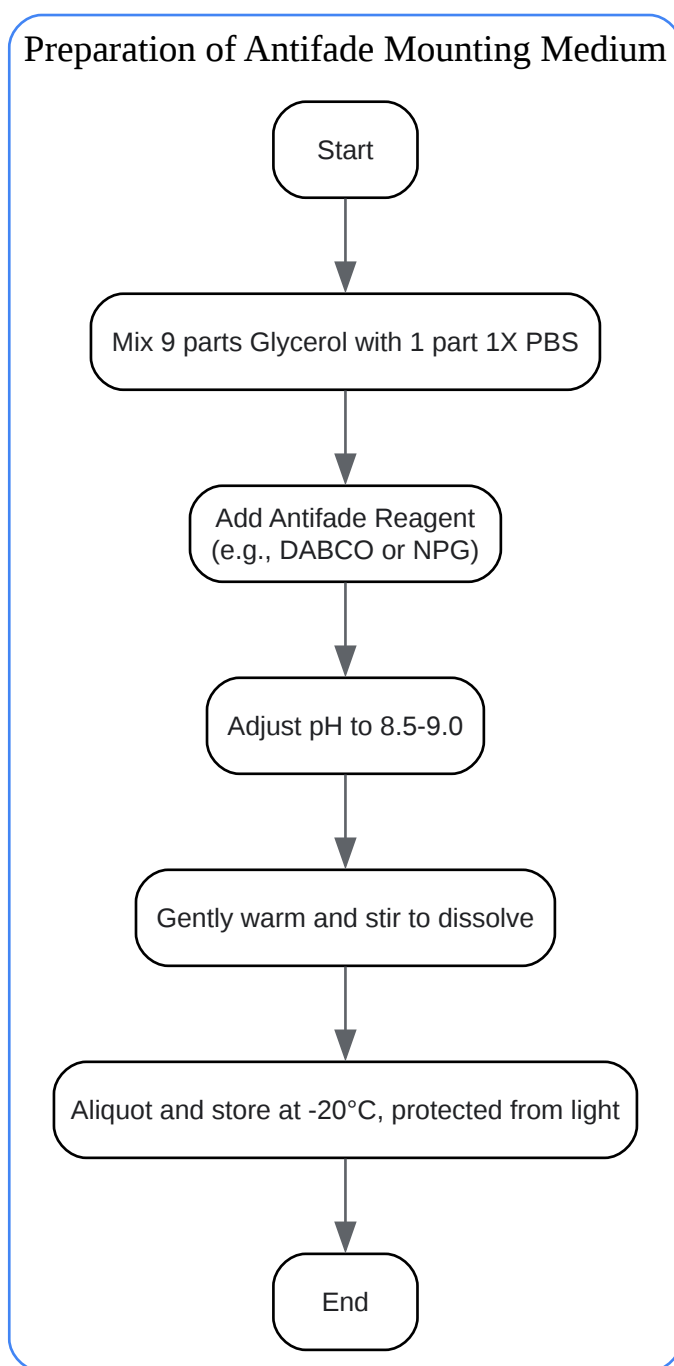 Preparation of Antifade Mounting Medium
Start
Mix 9 parts Glycerol with 1 part 1X PBS
Add Antifade Reagent
(e.g., DABCO or NPG)
Adjust pH to 8.5-9.0
Gently warm and stir to dissolve
Aliquot and store at -20°C, protected from light
End